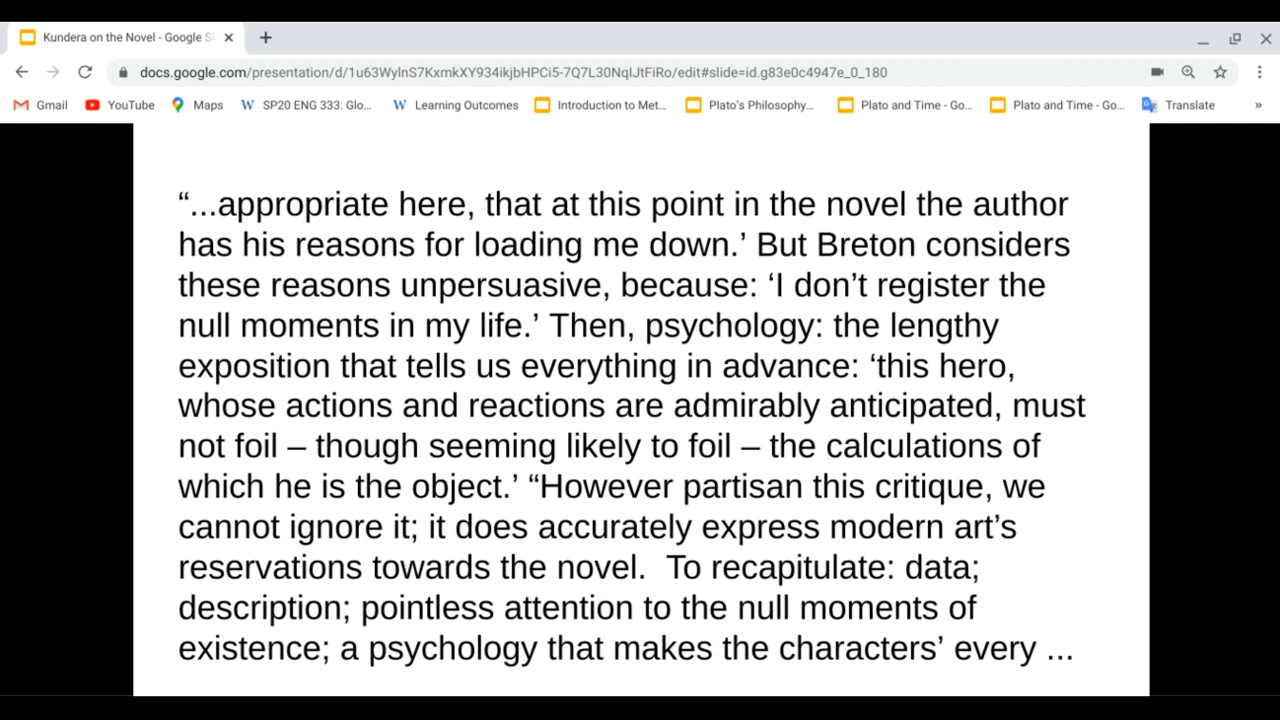 Kundera on the Novel - Google Sl
docs.google.com/presentation/d/1u63WylnS7KxmkXY934ikjbHPCi5-7Q7L30NqIJtFiRo/edit#slide=id.g83e0c4947e_0_180
Gmail YouTube Maps SP20 ENG 333: Glo... Learning Outcomes Introduction to Met... Plato's Philosophy... Plato and Time - Go... Plato and Time - Go... Translate »
“...appropriate here, that at this point in the novel the author
has his reasons for loading me down.’ But Breton considers
these reasons unpersuasive, because: ‘I don’t register the
null moments in my life.’ Then, psychology: the lengthy
exposition that tells us everything in advance: ‘this hero,
whose actions and reactions are admirably anticipated, must
not foil – though seeming likely to foil – the calculations of
which he is the object.’ “However partisan this critique, we
cannot ignore it; it does accurately express modern art’s
reservations towards the novel.  To recapitulate: data;
description; pointless attention to the null moments of
existence; a psychology that makes the characters’ every ...